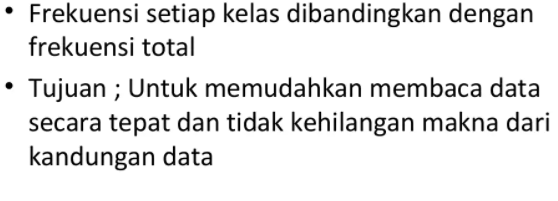 • Frekuensi setiap kelas dibandingkan dengan
frekuensi total
• Tujuan ; Untuk memudahkan membaca data
secara tepat dan tidak kehilangan makna dari
kandungan data